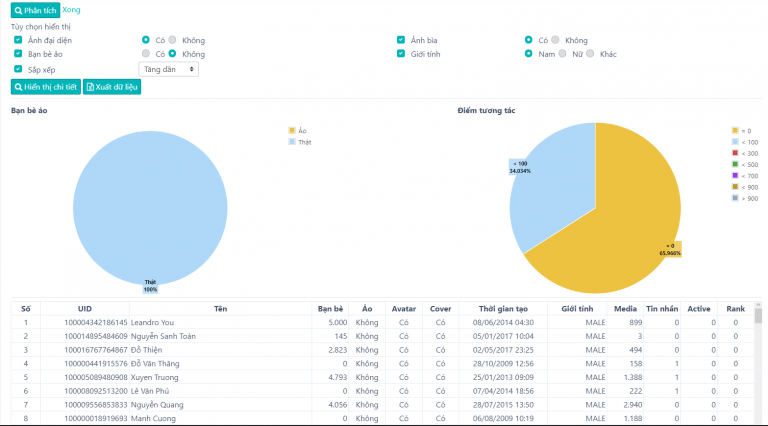 Phân tích Xong
Tùy chọn hiển thị
Ảnh đại diện Có Không Ảnh bìa Có Không
Bạn bè ảo Có Không Giới tính Nam Nữ Khác
Sắp xếp Tăng dần
Hiển thị chi tiết Xuất dữ liệu
Bạn bè ảo Điểm tương tác
Ảo
Thật
Thật
100%
= 0
< 100
< 300
< 500
< 700
< 900
> 900
< 100
34.034%
= 0
65.966%
Số UID Tên Bạn bè Ảo Avatar Cover Thời gian tạo Giới tính Media Tin nhắn Active Rank
1 100004342186145 Leandro You 5.000 Không Có Có 08/06/2014 04:30 MALE 899 0 0 0
2 100014895484609 Nguyễn Sanh Toán 145 Không Có Có 05/01/2017 10:04 MALE 3 0 0 0
3 100016767764867 Đỗ Thiện 2.823 Không Có Có 02/05/2017 23:25 MALE 494 0 0 0
4 100000441915576 Đỗ Văn Thăng 0 Không Có Có 28/10/2009 12:56 MALE 158 1 0 0
5 100005089480908 Xuyen Truong 4.793 Không Có Có 25/01/2013 09:09 MALE 1.388 1 0 0
6 100008092513200 Lê Văn Phú 0 Không Có Có 07/04/2014 18:56 MALE 222 1 0 0
7 100009556853833 Nguyễn Quang 4.056 Không Có Có 28/07/2015 13:50 MALE 2.940 0 0 0
8 100000018919693 Manh Cuong 0 Không Có Có 06/08/2009 10:19 MALE 1.188 0 0 0